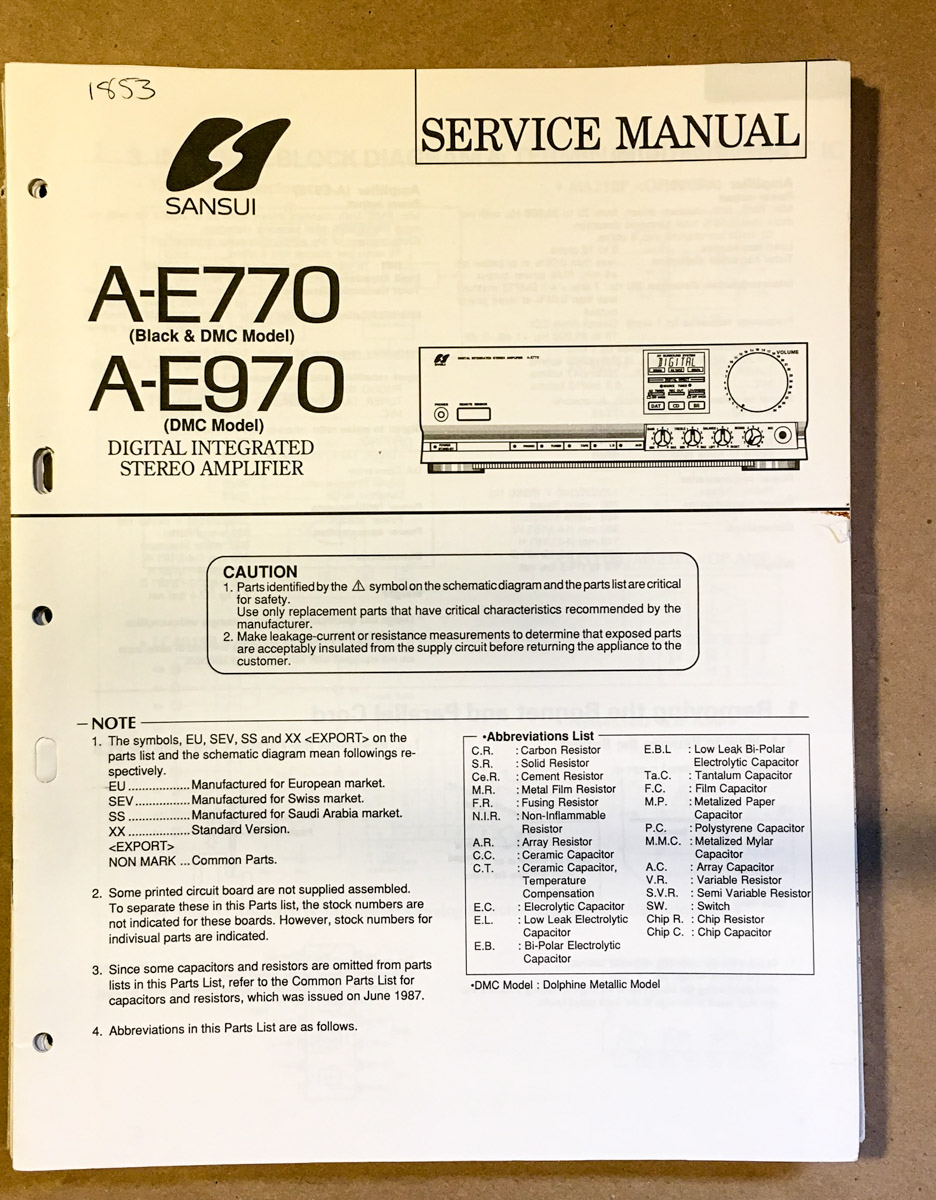 1853
SERVICE MANUAL
SANSUI
A-E770
(Black & DMC Model)
A-E970
(DMC Model)
DIGITAL INTEGRATED
STEREO AMPLIFIER
SANSUI
DIGITAL INTEGRATED STEREO AMPLIFIER A-E770
DIGITAL
VOLUME
PHONES
REMOTE SENSOR
DAT
CD
CAUTION
1. Parts identified by the ⚠ symbol on the schematic diagram and the parts list are critical
for safety.
Use only replacement parts that have critical characteristics recommended by the
manufacturer.
2. Make leakage-current or resistance measurements to determine that exposed parts
are acceptably insulated from the supply circuit before returning the appliance to the
customer.
NOTE
1. The symbols, EU, SEV, SS and XX <EXPORT> on the
parts list and the schematic diagram mean followings re-
spectively.
EU .................. Manufactured for European market.
SEV ................ Manufactured for Swiss market.
SS .................. Manufactured for Saudi Arabia market.
XX .................. Standard Version.
<EXPORT>
NON MARK ... Common Parts.
2. Some printed circuit board are not supplied assembled.
To separate these in this Parts list, the stock numbers are
not indicated for these boards. However, stock numbers for
indivisual parts are indicated.
3. Since some capacitors and resistors are omitted from parts
lists in this Parts List, refer to the Common Parts List for
capacitors and resistors, which was issued on June 1987.
4. Abbreviations in this Parts List are as follows.
•Abbreviations List
C.R. : Carbon Resistor
S.R. : Solid Resistor
Ce.R. : Cement Resistor
M.R. : Metal Film Resistor
F.R. : Fusing Resistor
N.I.R. : Non-Inflammable
Resistor
A.R. : Array Resistor
C.C. : Ceramic Capacitor
C.T. : Ceramic Capacitor,
Temperature
Compensation
E.C. : Elecrolytic Capacitor
E.L. : Low Leak Electrolytic
Capacitor
E.B. : Bi-Polar Electrolytic
Capacitor
E.B.L : Low Leak Bi-Polar
Electrolytic Capacitor
Ta.C. : Tantalum Capacitor
F.C. : Film Capacitor
M.P. : Metalized Paper
Capacitor
P.C. : Polystyrene Capacitor
M.M.C. : Metalized Mylar
Capacitor
A.C. : Array Capacitor
V.R. : Variable Resistor
S.V.R. : Semi Variable Resistor
SW. : Switch
Chip R. : Chip Resistor
Chip C. : Chip Capacitor
•DMC Model : Dolphine Metallic Model